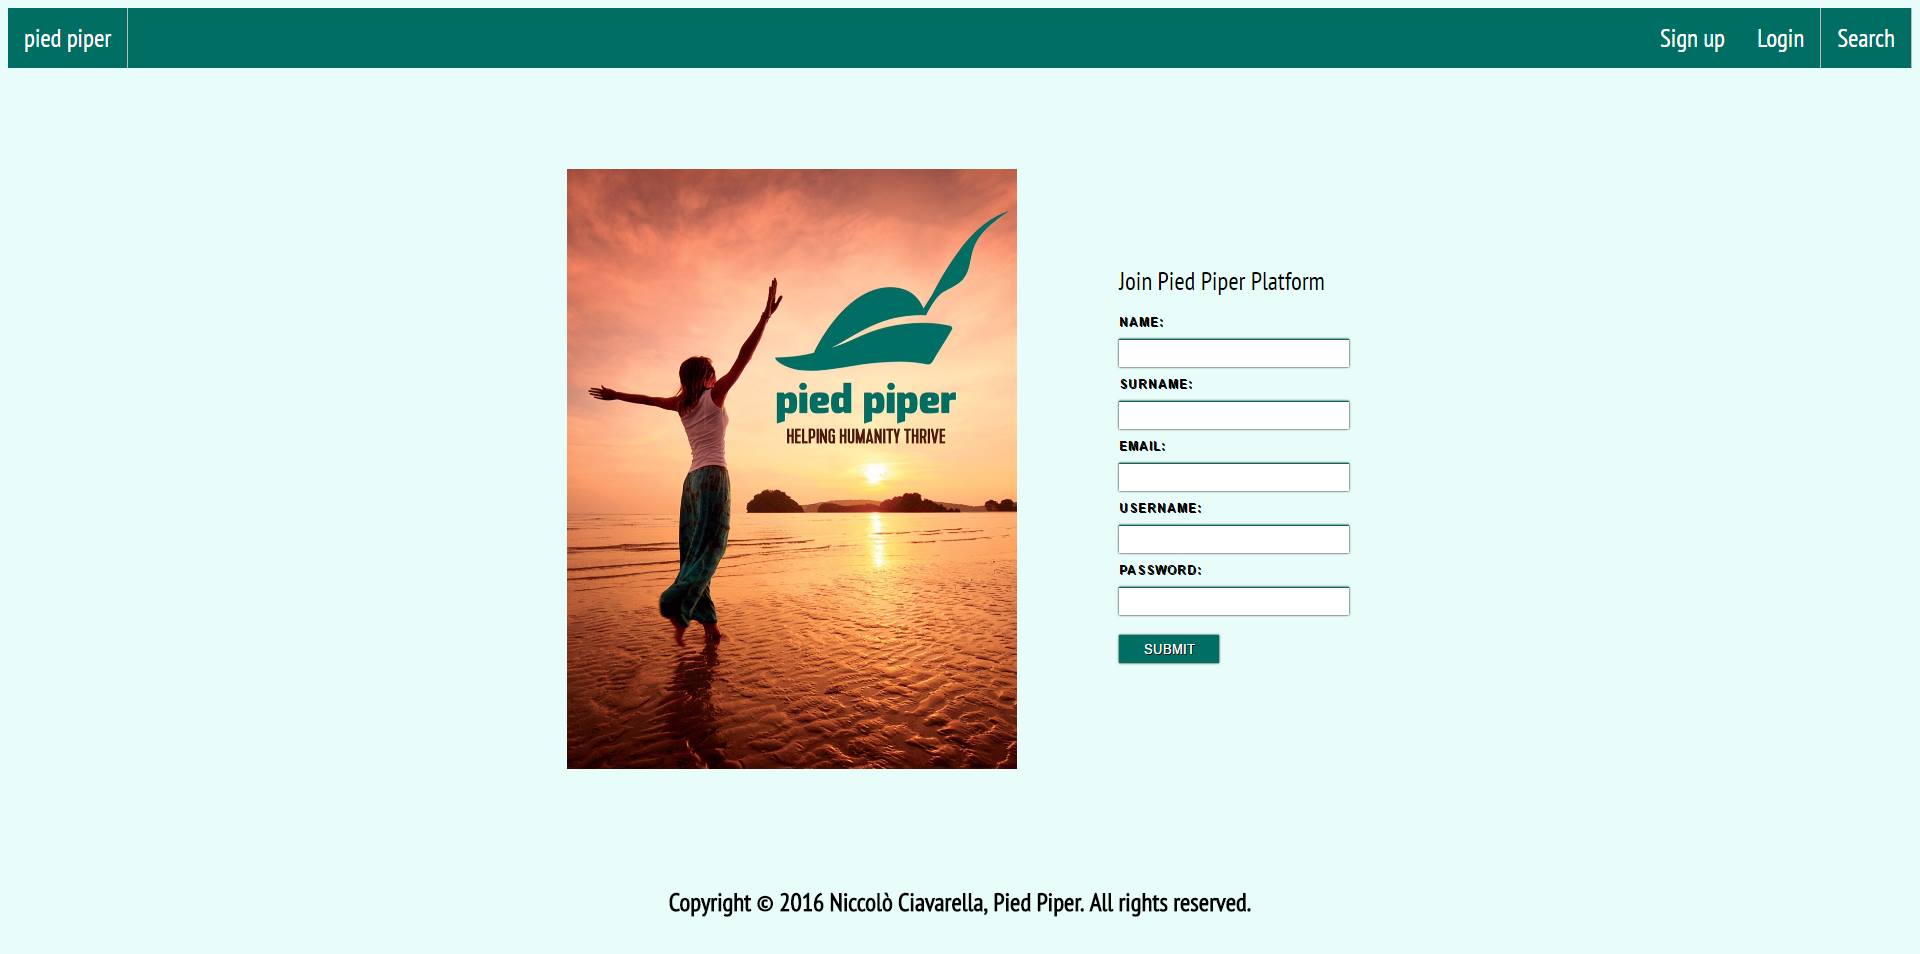 pied piper
Sign up
Login
Search
pied piper
HELPING HUMANITY THRIVE
Join Pied Piper Platform
NAME:
SURNAME:
EMAIL:
USERNAME:
PASSWORD:
SUBMIT
Copyright © 2016 Niccolò Ciavarella, Pied Piper. All rights reserved.